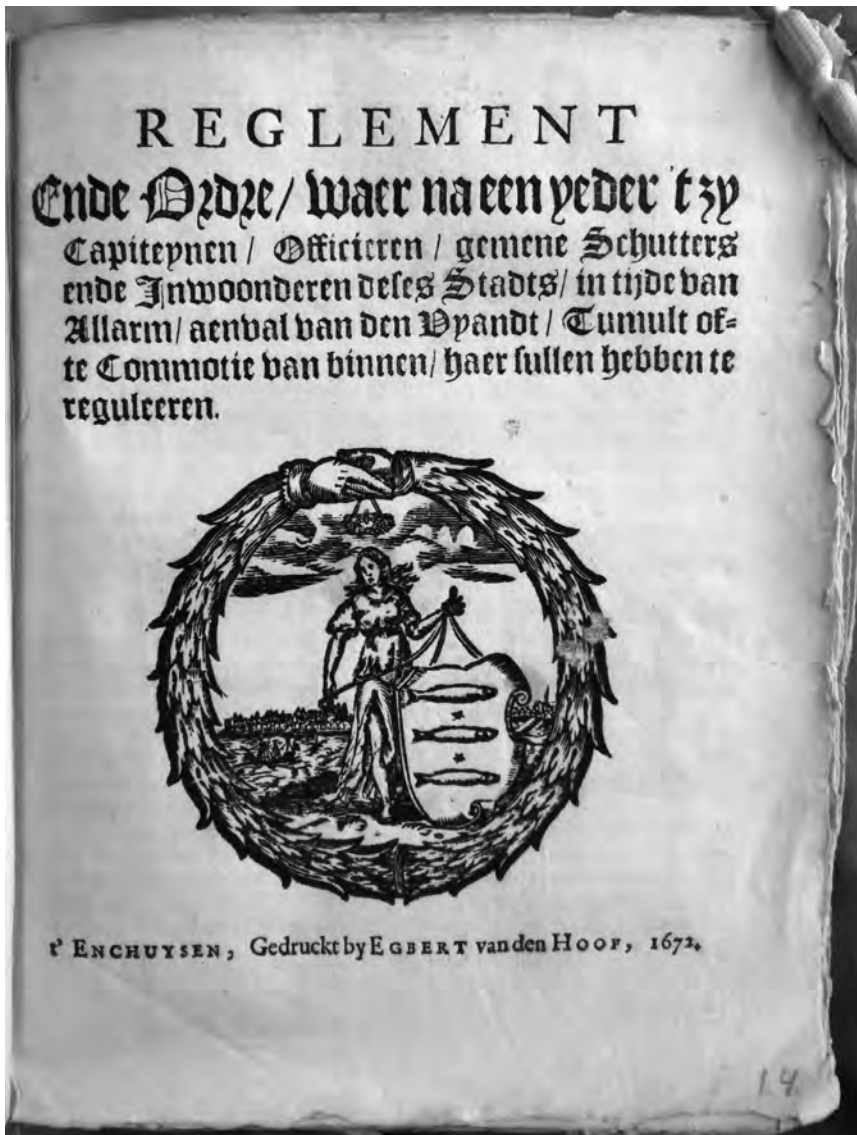 REGLEMENT
Ende Ordre/ waer na een yeder 't zy
Capiteynen / Officieren / gemene Schutters
ende Inwoonderen deses Stadts/ in tijde van
Allarm/ aenval van den Vyandt / Tumult of-
te Commotie van binnen/ haer sullen hebben te
reguleeren.
t' ENCHUYSEN, Gedruckt by EGBERT van den HOOF, 1672.
14